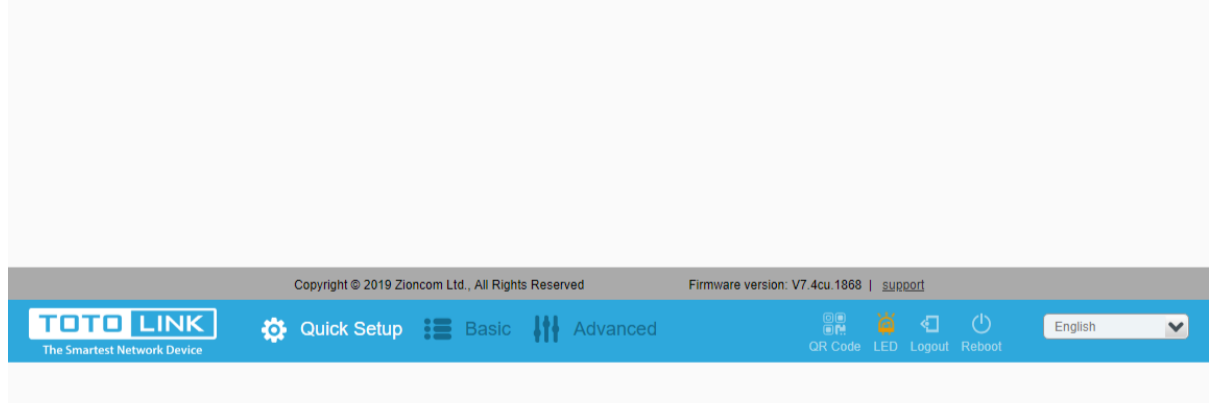 Copyright © 2019 Zioncom Ltd., All Rights Reserved Firmware version: V7.4cu.1868 | support
TOTO LINK
The Smartest Network Device
Quick Setup Basic Advanced
QR Code LED Logout Reboot
English